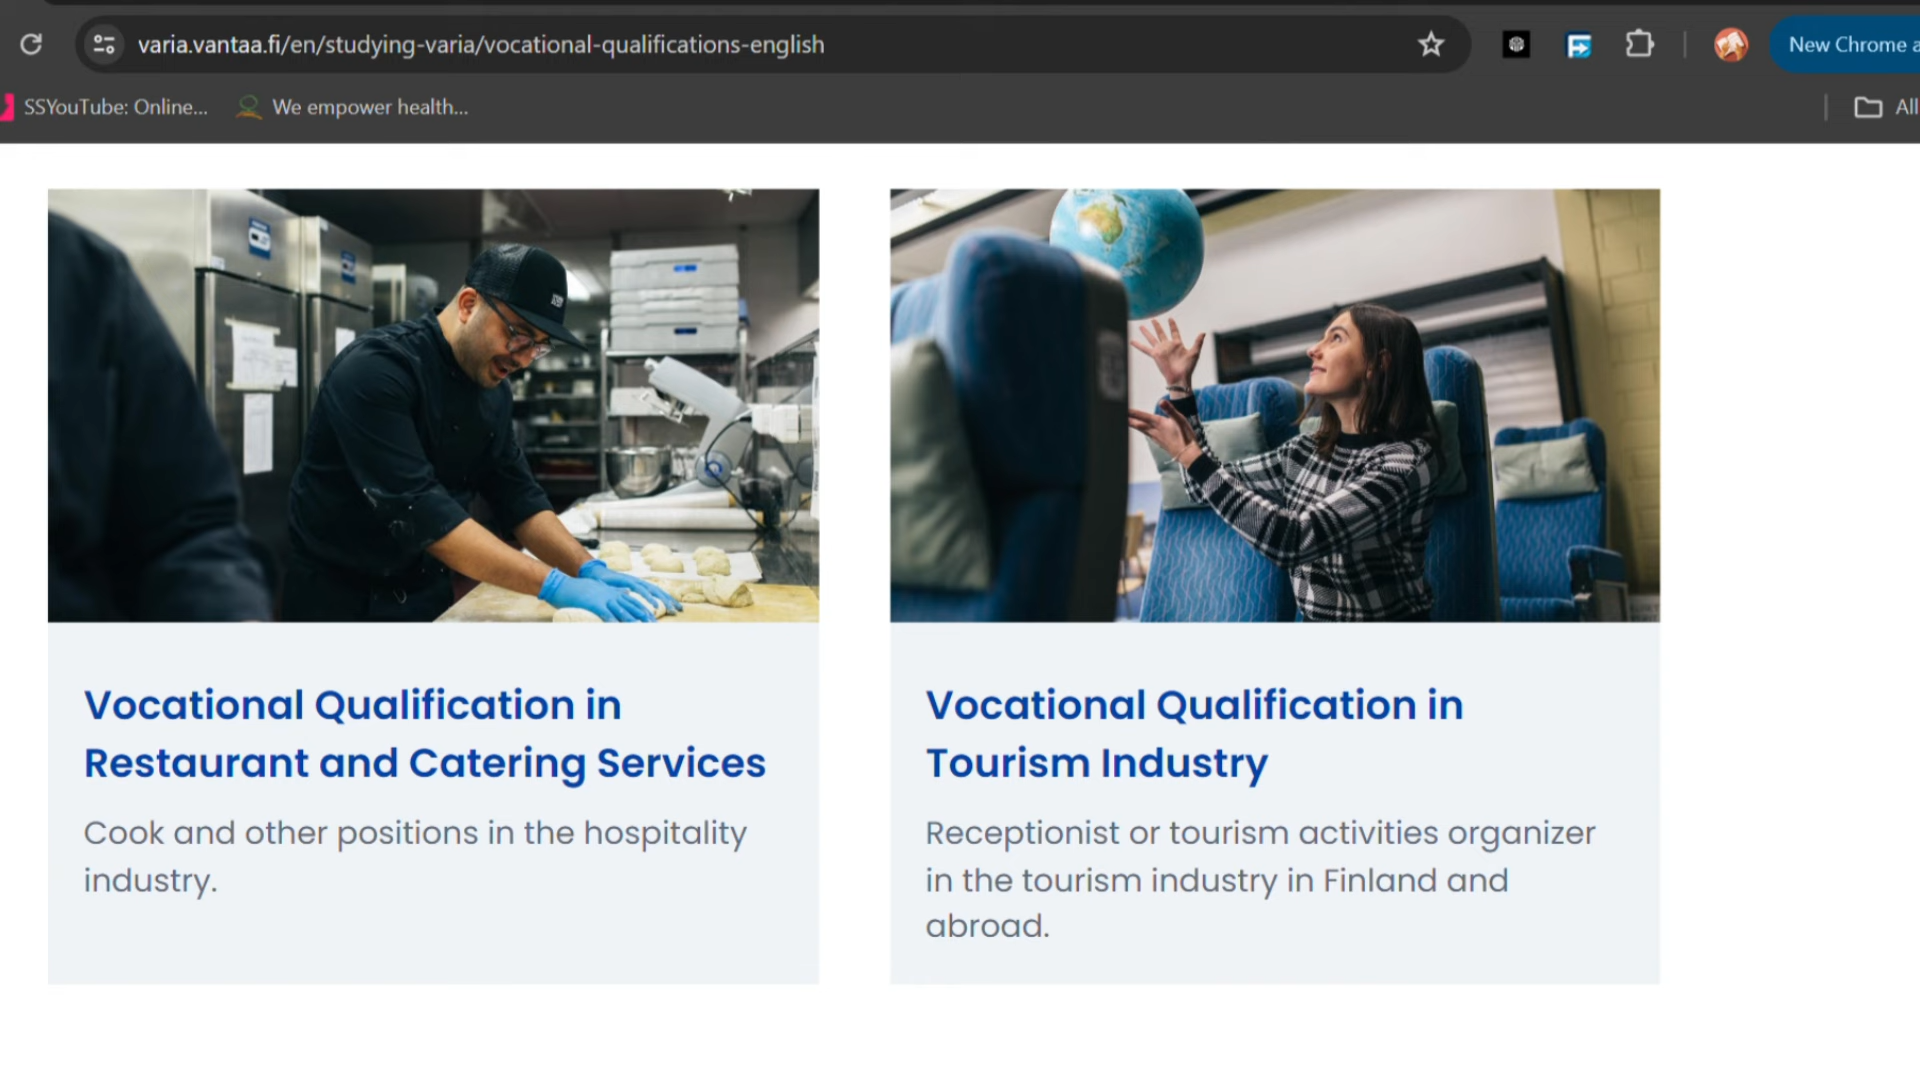 varia.vantaa.fi/en/studying-varia/vocational-qualifications-english
New Chrome a
SSYouTube: Online...
We empower health...
All
Vocational Qualification in
Restaurant and Catering Services
Cook and other positions in the hospitality
industry.
Vocational Qualification in
Tourism Industry
Receptionist or tourism activities organizer
in the tourism industry in Finland and
abroad.